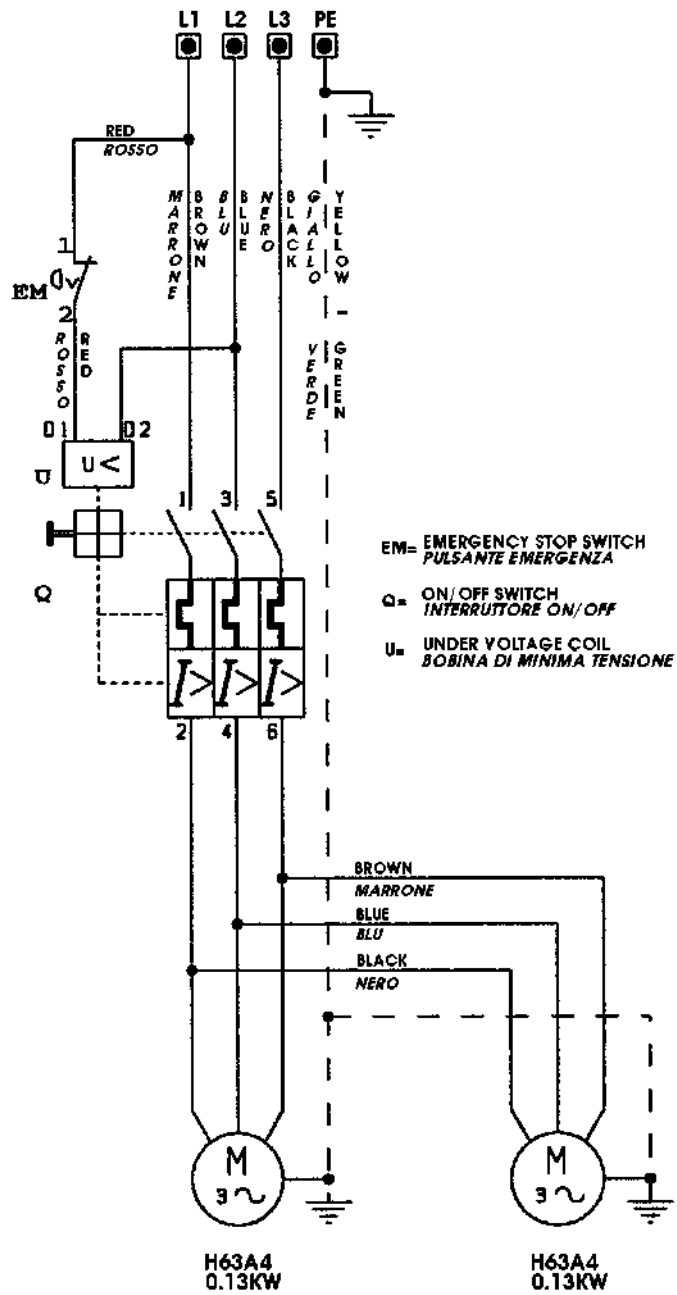 L1 L2 L3 PE
RED
ROSSO
MARRONE
BROWN
BLU
BLUE
NERO
BLACK
GIALLO
YELLOW -
VERDE
GREEN
1
EM
2
ROSSO
RED
D1 D2
U<
U
1 3 5
Q
EM= EMERGENCY STOP SWITCH
PULSANTE EMERGENZA
Q= ON/OFF SWITCH
INTERRUTTORE ON/OFF
U= UNDER VOLTAGE COIL
BOBINA DI MINIMA TENSIONE
I> I> I>
2 4 6
BROWN
MARRONE
BLUE
BLU
BLACK
NERO
M
3~
M
3~
H63A4
0.13KW
H63A4
0.13KW